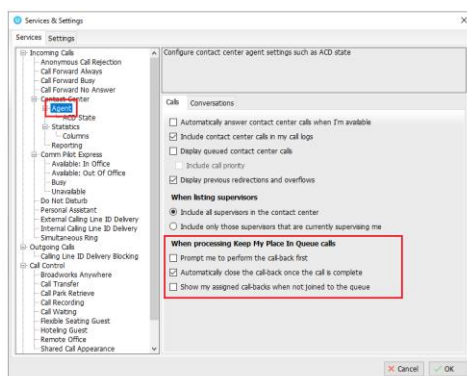 Services & Settings
Services Settings
Incoming Calls
Anonymous Call Rejection
Call Forward Always
Call Forward Busy
Call Forward No Answer
Contact Center
Agent
ACD State
Statistics
Columns
Reporting
Comm Pilot Express
Available: In Office
Available: Out Of Office
Busy
Unavailable
Do Not Disturb
Personal Assistant
External Calling Line ID Delivery
Internal Calling Line ID Delivery
Simultaneous Ring
Outgoing Calls
Calling Line ID Delivery Blocking
Call Control
Broadworks Anywhere
Call Transfer
Call Park Retrieve
Call Recording
Call Waiting
Flexible Seating Guest
Hoteling Guest
Remote Office
Shared Call Appearance
Configure contact center agent settings such as ACD state
Calls Conversations
Automatically answer contact center calls when I'm available
Include contact center calls in my call logs
Display queued contact center calls
Include call priority
Display previous redirections and overflows
When listing supervisors
Include all supervisors in the contact center
Include only those supervisors that are currently supervising me
When processing Keep My Place In Queue calls
Prompt me to perform the call-back first
Automatically close the call-back once the call is complete
Show my assigned call-backs when not joined to the queue
Cancel OK